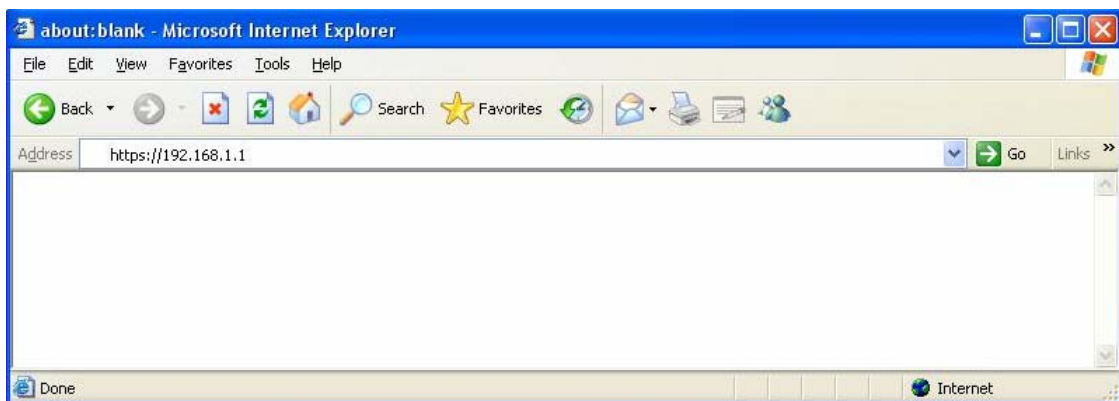 about:blank - Microsoft Internet Explorer
File Edit View Favorites Tools Help
Back Search Favorites
Address https://192.168.1.1 Go Links »
Done Internet